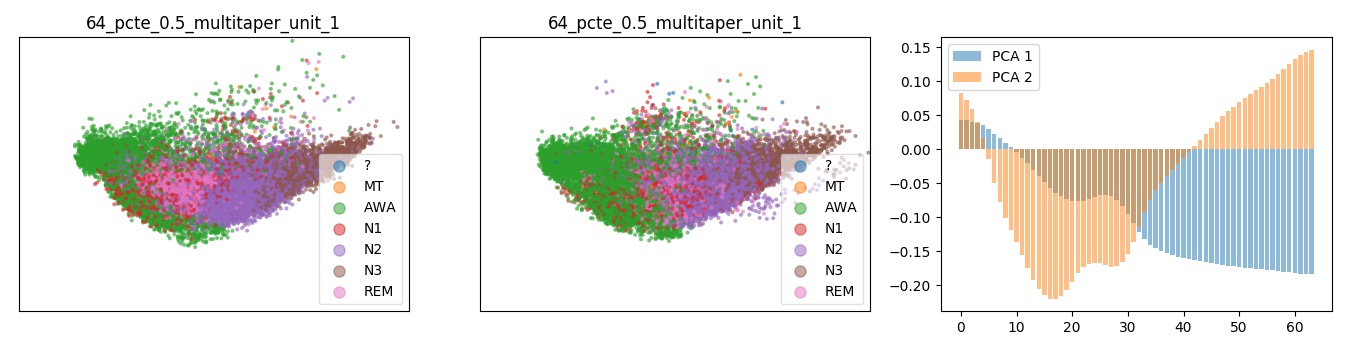 64_pcte_0.5_multitaper_unit_1
?
MT
AWA
N1
N2
N3
REM
64_pcte_0.5_multitaper_unit_1
?
MT
AWA
N1
N2
N3
REM
PCA 1
PCA 2
0.15
0.10
0.05
0.00
−0.05
−0.10
−0.15
−0.20
0 10 20 30 40 50 60